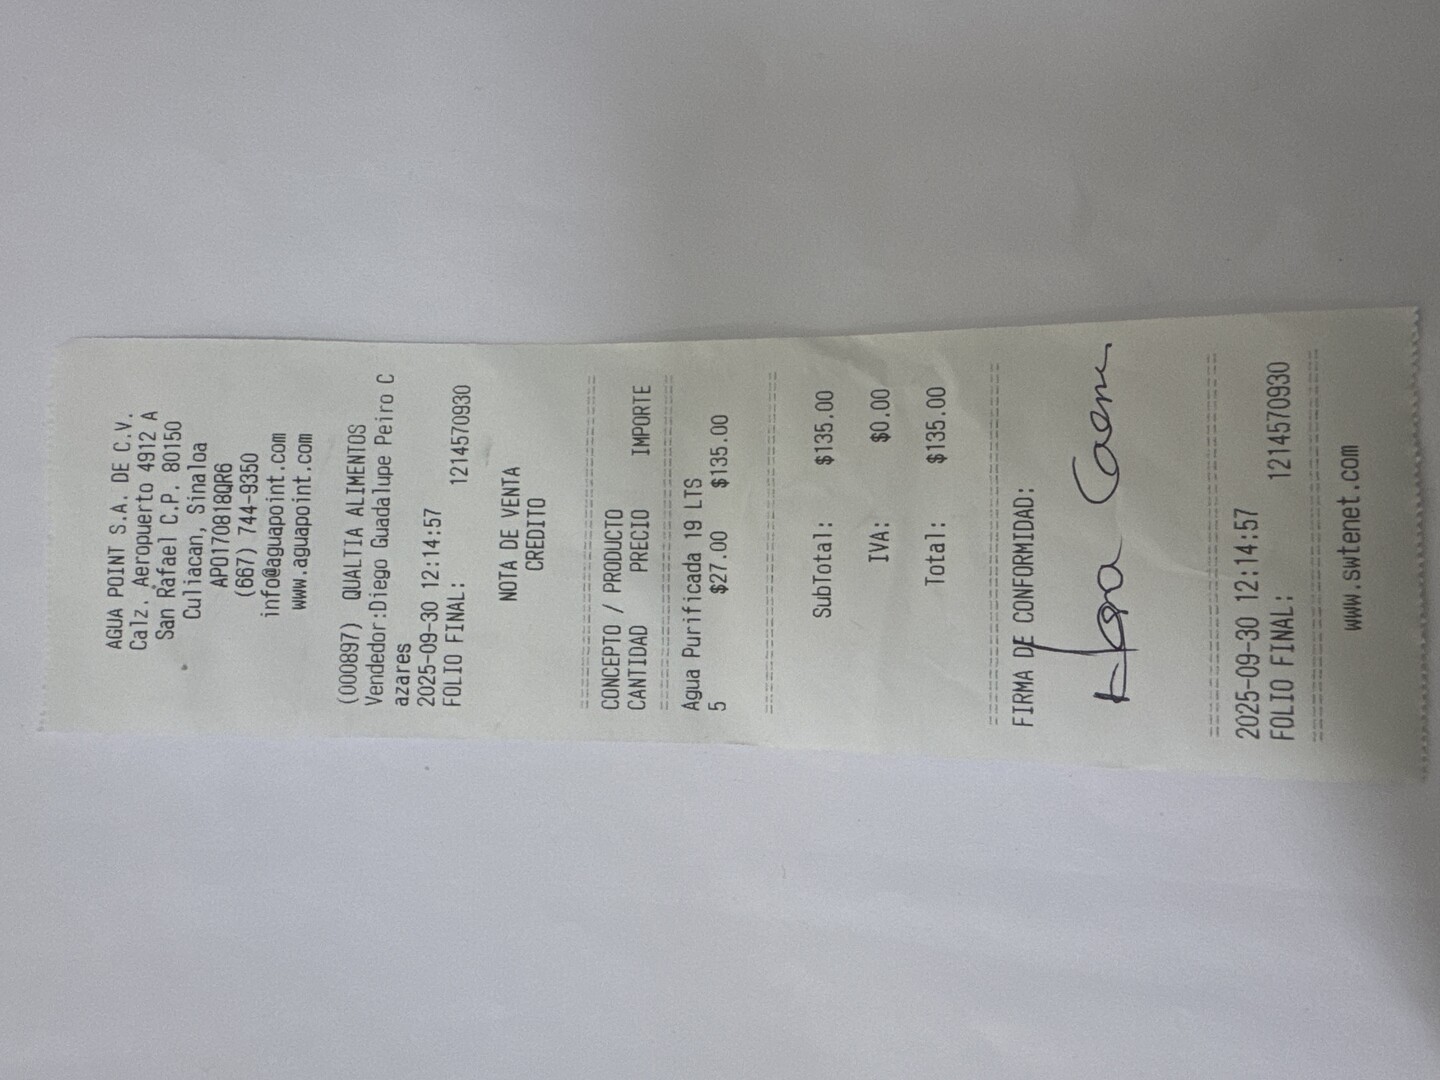 AGUA POINT S.A. DE C.V.
Calz. Aeropuerto 4912 A
San Rafael C.P. 80150
Culiacan, Sinaloa
APO170818QR6
(667) 744-9350
info@aguapoint.com
www.aguapoint.com
(000897) QUALTIA ALIMENTOS
Vendedor:Diego Guadalupe Peiro C
azares
2025-09-30 12:14:57
FOLIO FINAL: 1214570930
NOTA DE VENTA
CREDITO
CONCEPTO / PRODUCTO
CANTIDAD PRECIO IMPORTE
Agua Purificada 19 LTS
5 $27.00 $135.00
SubTotal: $135.00
IVA: $0.00
Total: $135.00
FIRMA DE CONFORMIDAD:
2025-09-30 12:14:57
FOLIO FINAL: 1214570930
www.swtenet.com